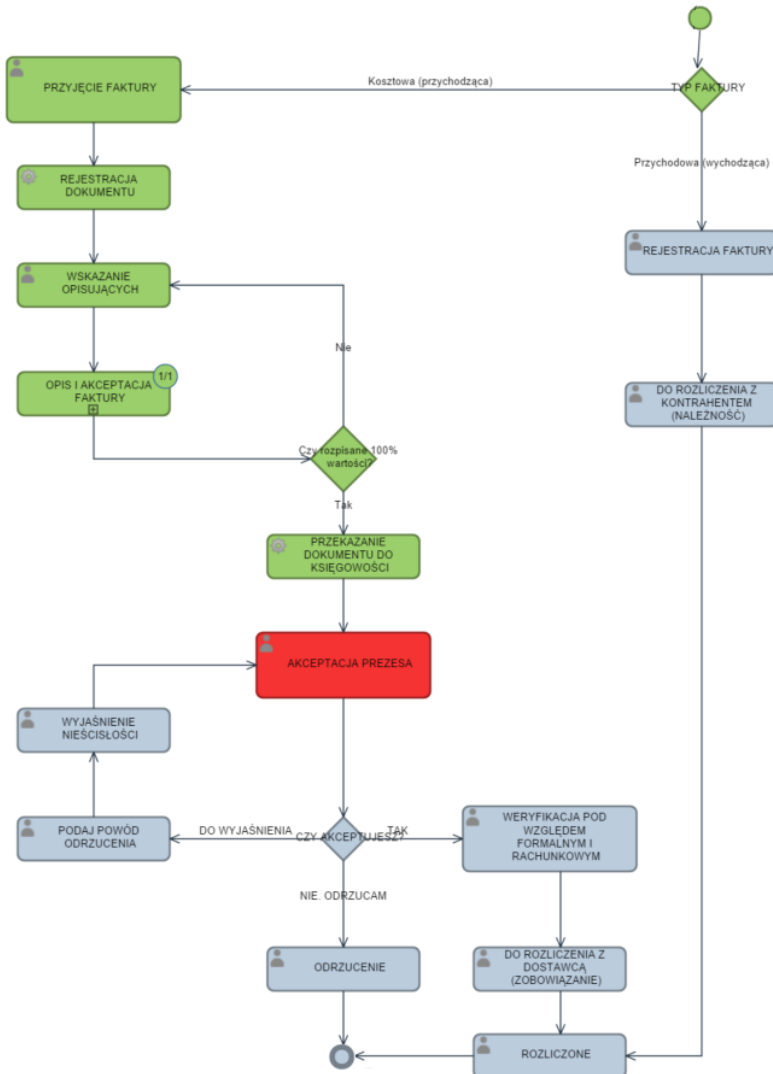 Kosztowa (przychodząca)
TYP FAKTURY
PRZYJĘCIE FAKTURY
Przychodowa (wychodząca)
REJESTRACJA
DOKUMENTU
REJESTRACJA FAKTURY
WSKAZANIE
OPISUJĄCYCH
Nie
1/1
OPIS I AKCEPTACJA
FAKTURY
DO ROZLICZENIA Z
KONTRAHENTEM
(NALEŻNOŚĆ)
Czy rozpisane 100%
wartości?
Tak
PRZEKAZANIE
DOKUMENTU DO
KSIĘGOWOŚCI
AKCEPTACJA PREZESA
WYJAŚNIENIE
NIEŚCISŁOŚCI
PODAJ POWÓD
ODRZUCENIA
DO WYJAŚNIENIA
CZY AKCEPTUJESZ?
TAK
WERYFIKACJA POD
WZGLĘDEM
FORMALNYM I
RACHUNKOWYM
NIE. ODRZUCAM
ODRZUCENIE
DO ROZLICZENIA Z
DOSTAWCĄ
(ZOBOWIĄZANIE)
ROZLICZONE